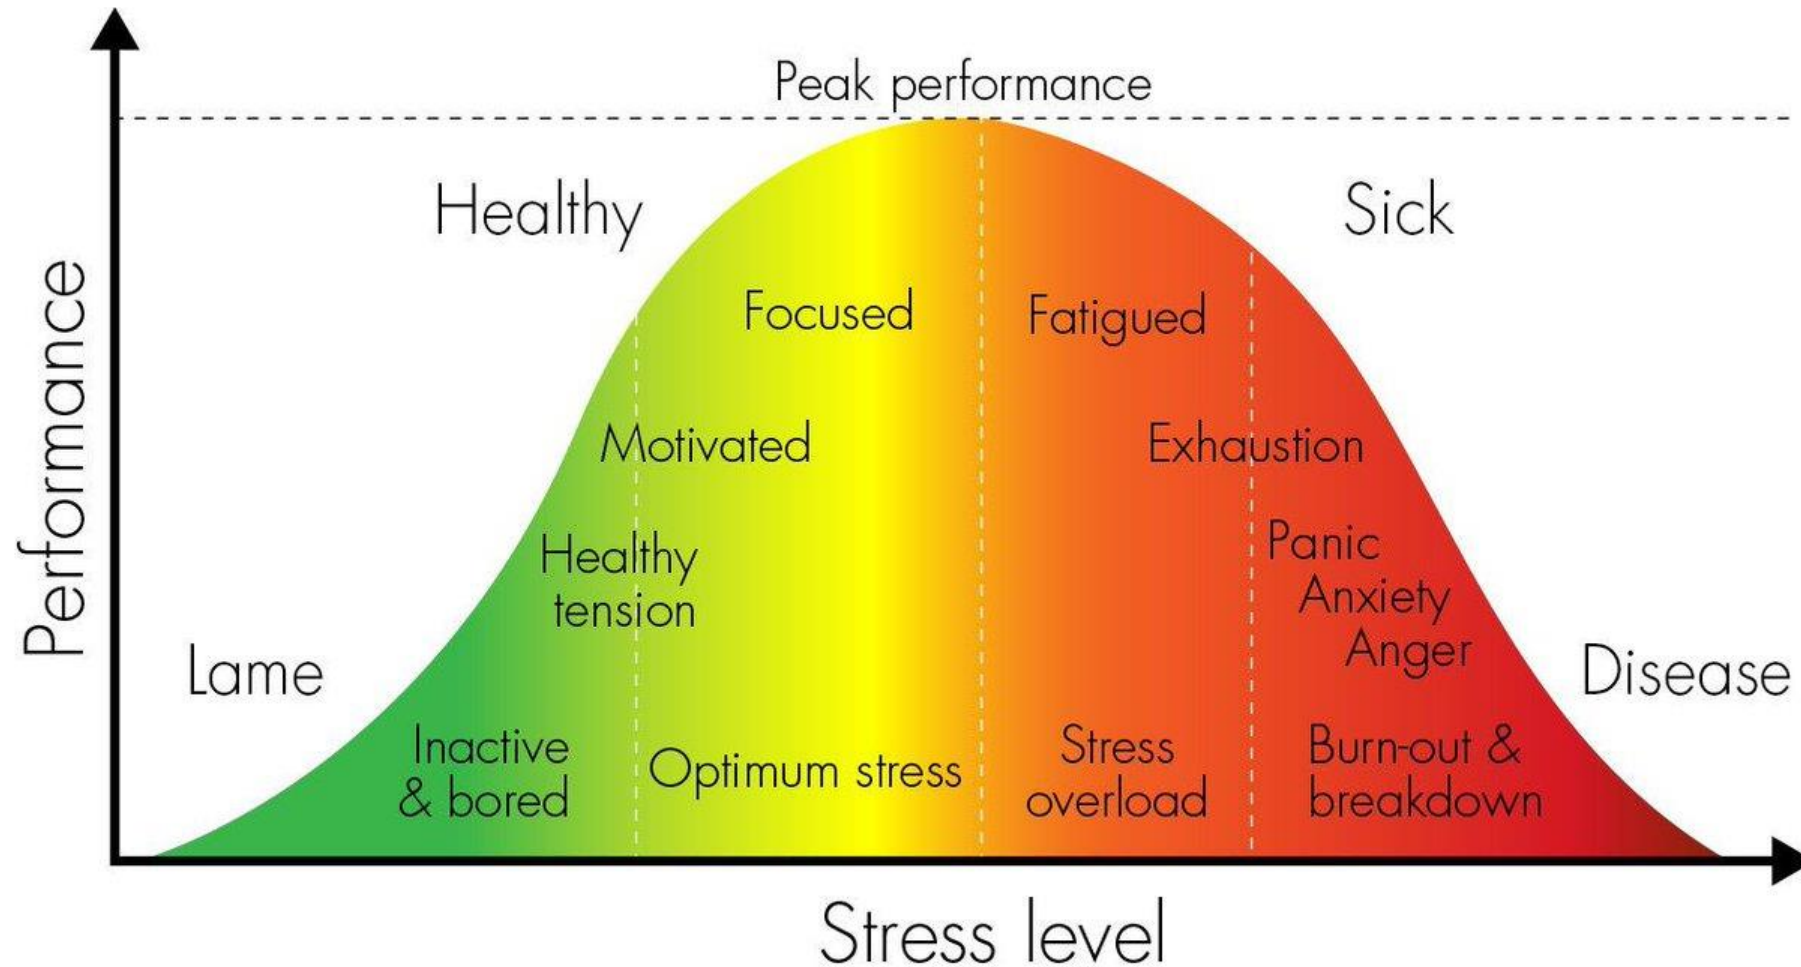 Peak performance
Healthy
Sick
Focused
Fatigued
Motivated
Exhaustion
Healthy
tension
Panic
Anxiety
Anger
Lame
Disease
Inactive
& bored
Optimum stress
Stress
overload
Burn-out &
breakdown
Performance
Stress level